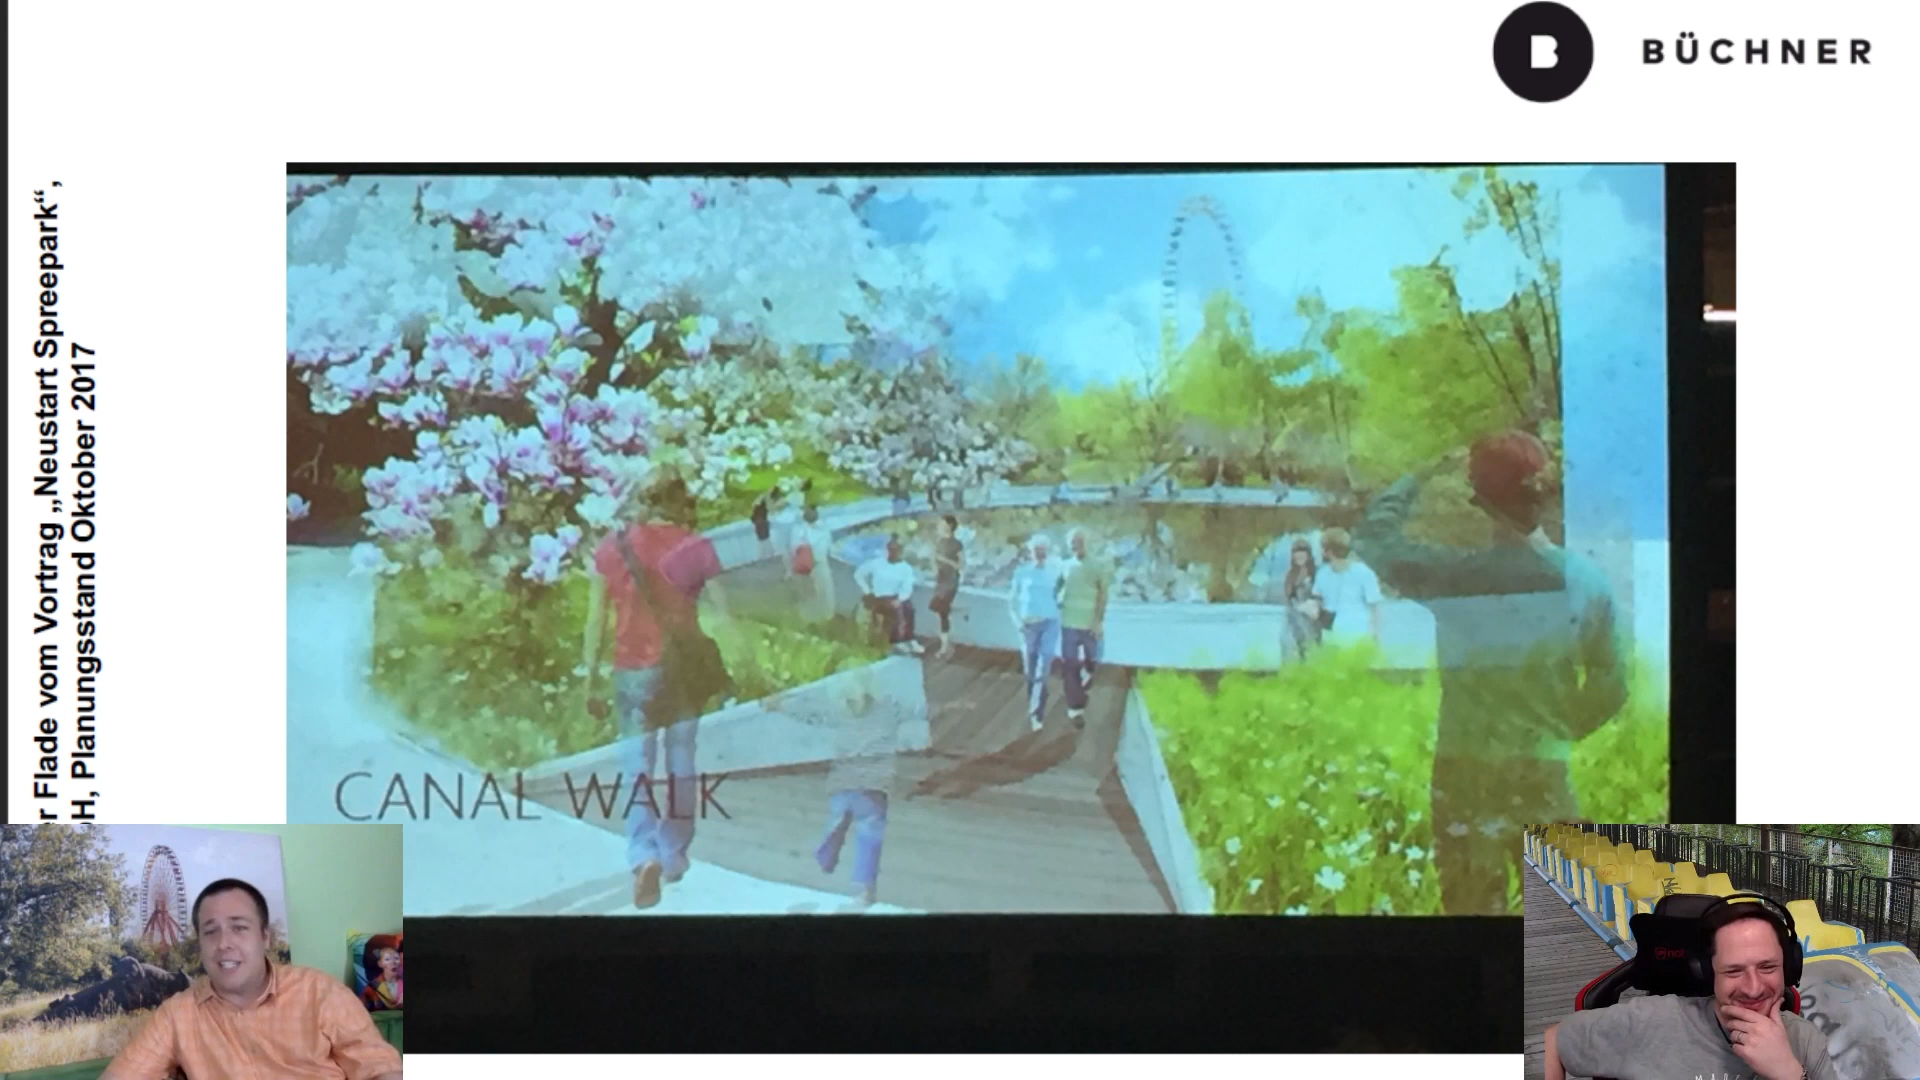 B BÜCHNER
r Flade vom Vortrag „Neustart Spreepark“,
H, Planungsstand Oktober 2017
CANAL WALK